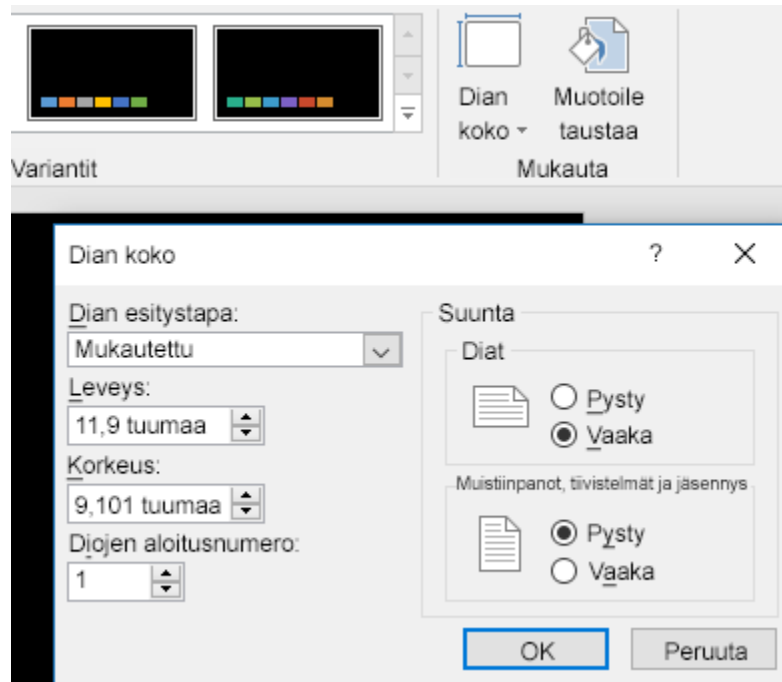 Dian
koko
Muotoile
taustaa
Variantit
Mukauta
Dian koko
?
Dian esitystapa:
Mukautettu
Leveys:
11,9 tuumaa
Korkeus:
9,101 tuumaa
Diojen aloitusnumero:
1
Suunta
Diat
Pysty
Vaaka
Muistiinpanot, tiivistelmät ja jäsennys
Pysty
Vaaka
OK
Peruuta